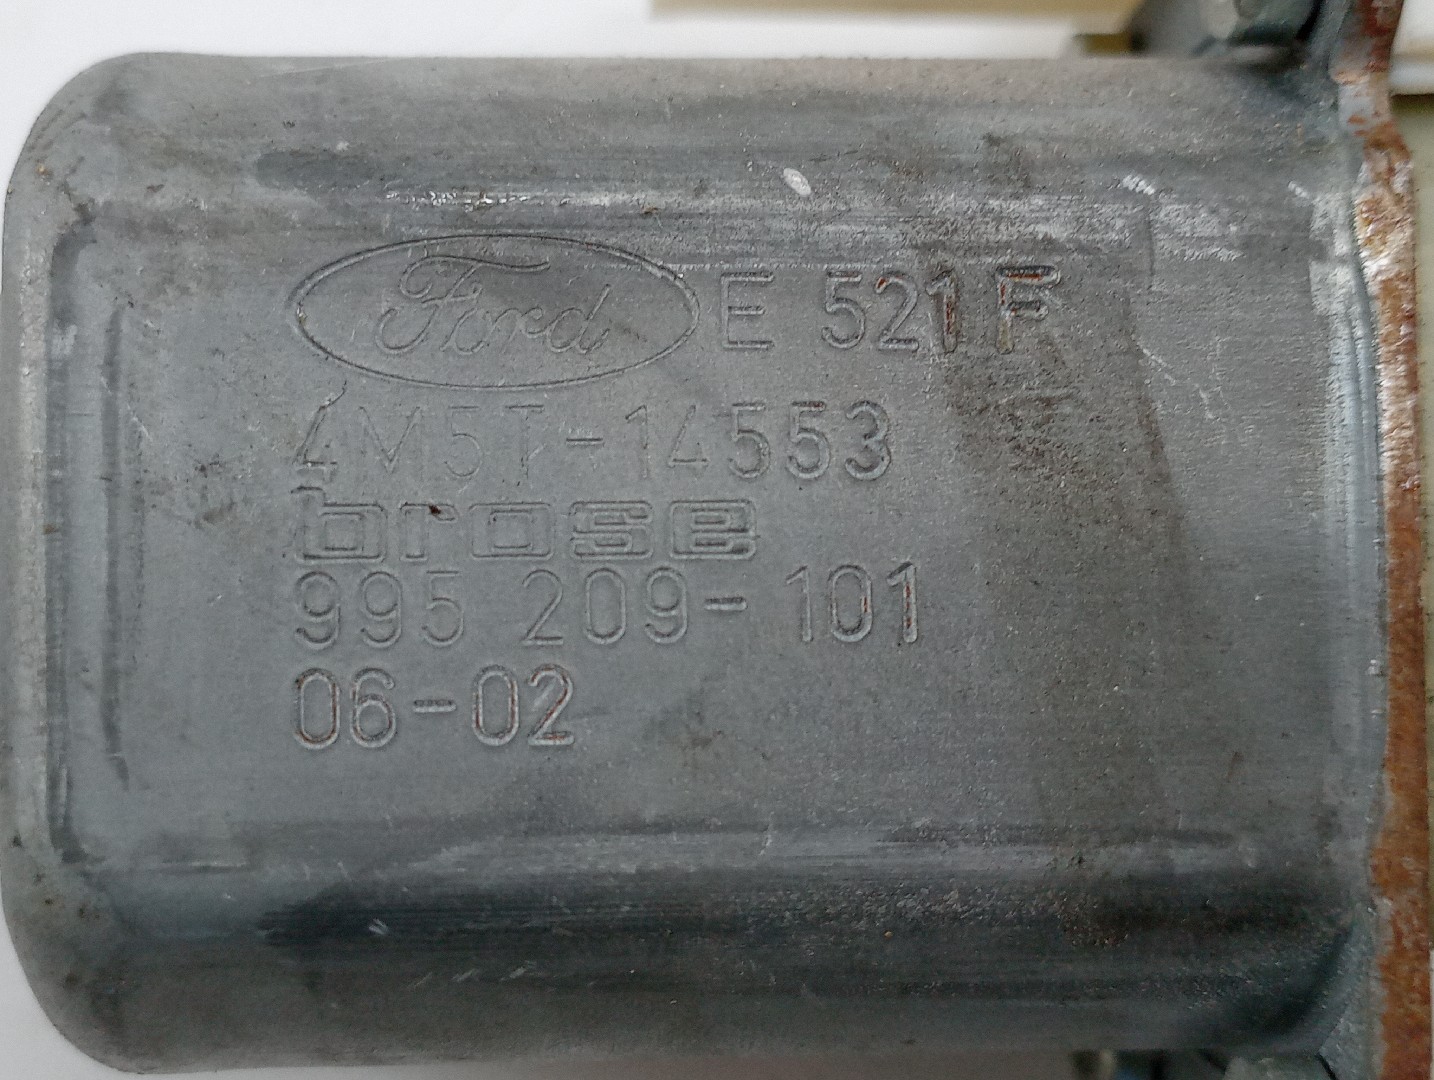 Ford E 521 F
4M5T-14553
brose
995 209-101
06-02